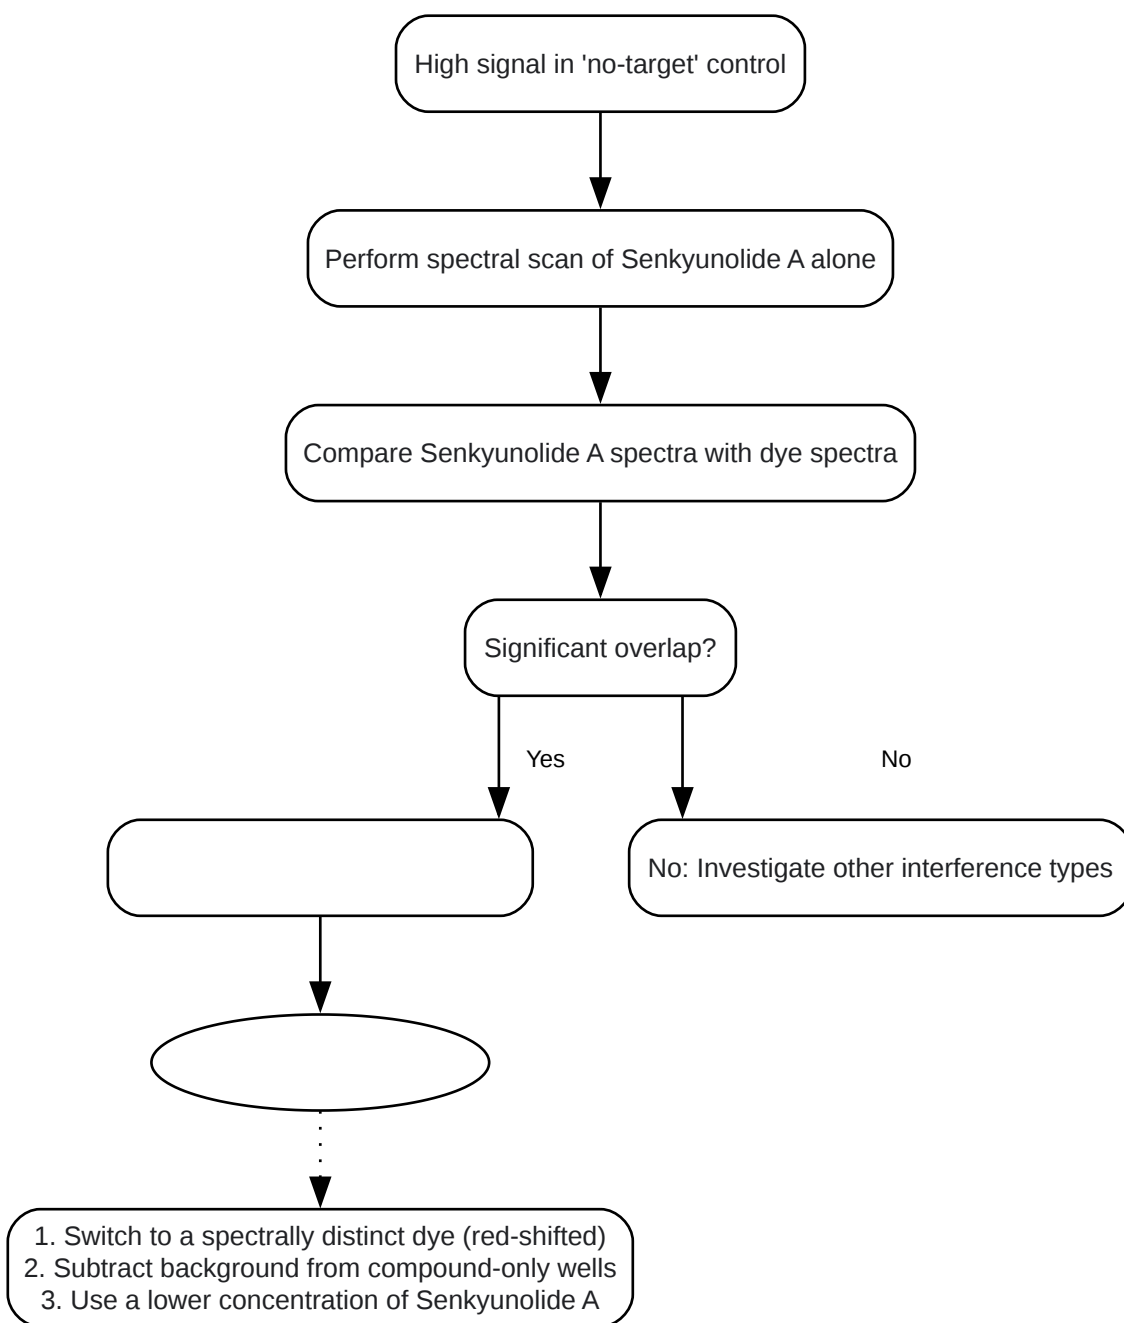 High signal in 'no-target' control
Perform spectral scan of Senkyunolide A alone
Compare Senkyunolide A spectra with dye spectra
Significant overlap?
Yes
No
No: Investigate other interference types
1. Switch to a spectrally distinct dye (red-shifted)
2. Subtract background from compound-only wells
3. Use a lower concentration of Senkyunolide A